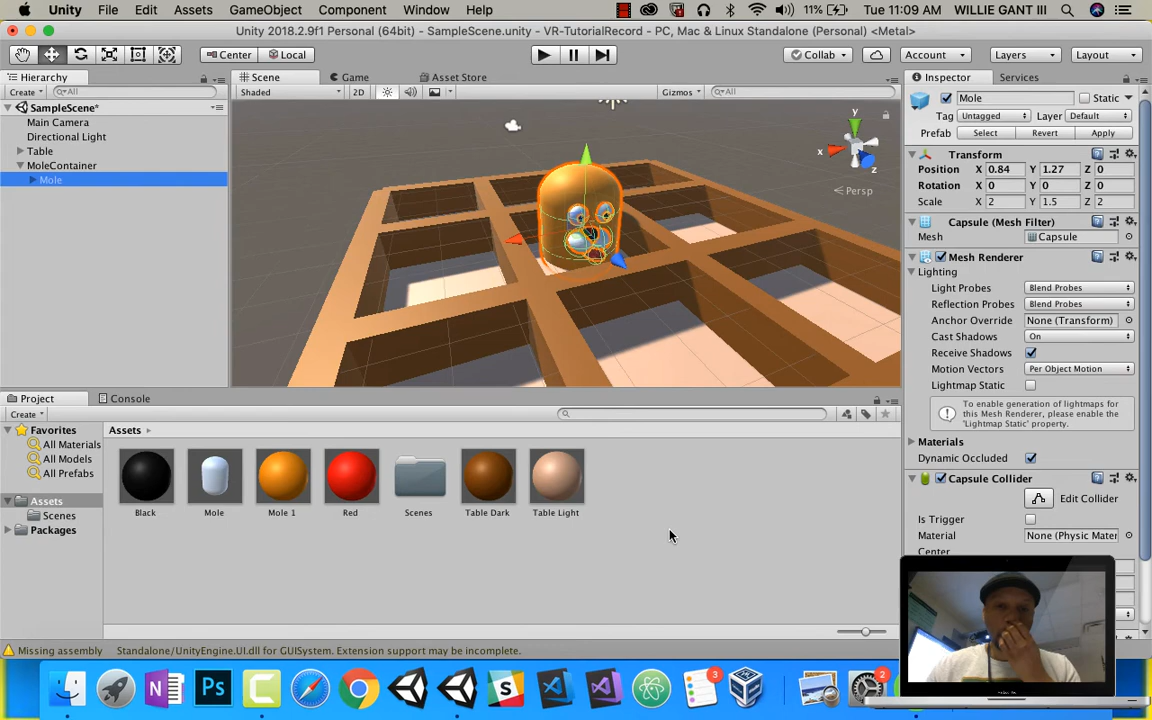 Unity File Edit Assets GameObject Component Window Help 11% Tue 11:09 AM WILLIE GANT III
Unity 2018.2.9f1 Personal (64bit) - SampleScene.unity - VR-TutorialRecord - PC, Mac & Linux Standalone (Personal) <Metal>
Center Local Collab Account Layers Layout
Hierarchy
Create All
SampleScene*
Main Camera
Directional Light
Table
MoleContainer
Mole
Scene Game Asset Store
Shaded 2D Gizmos All
y
x
z
Persp
Inspector Services
Mole Static
Tag Untagged Layer Default
Prefab Select Revert Apply
Transform
Position X 0.84 Y 1.27 Z 0
Rotation X 0 Y 0 Z 0
Scale X 2 Y 1.5 Z 2
Capsule (Mesh Filter)
Mesh Capsule
Mesh Renderer
Lighting
Light Probes Blend Probes
Reflection Probes Blend Probes
Anchor Override None (Transform)
Cast Shadows On
Receive Shadows
Motion Vectors Per Object Motion
Lightmap Static
To enable generation of lightmaps for
this Mesh Renderer, please enable the
'Lightmap Static' property.
Materials
Dynamic Occluded
Capsule Collider
Edit Collider
Is Trigger
Material None (Physic Mater
Center
Project Console
Create
Favorites
All Materials
All Models
All Prefabs
Assets
Scenes
Packages
Assets
Black Mole Mole 1 Red Scenes Table Dark Table Light
Missing assembly Standalone/UnityEngine.UI.dll for GUISystem. Extension support may be incomplete.
N Ps C S 3 2